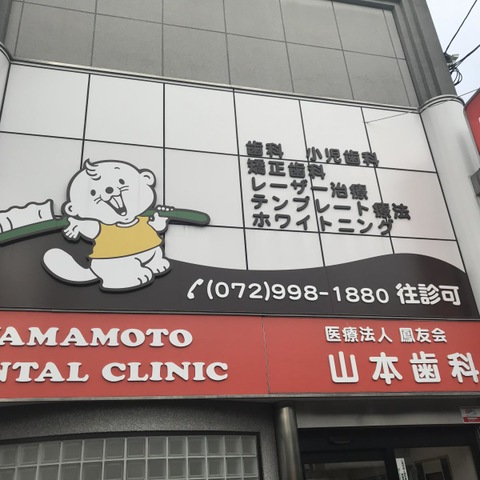 歯科 小児歯科
矯正歯科
レーザー治療
テンプレート療法
ホワイトニング
(072)998-1880 往診可
YAMAMOTO
DENTAL CLINIC
医療法人 鳳友会
山本歯科